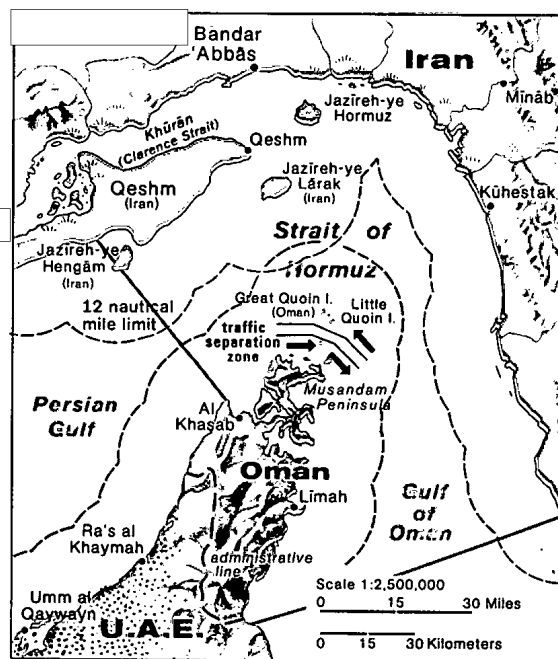 Bandar
'Abbās
Iran
Mīnāb
Jazīreh-ye
Hormuz
Khūrān
(Clarence Strait)
Qeshm
Qeshm
(Iran)
Jazīreh-ye
Lārak
(Iran)
Kūhestak
Strait of
Hormuz
Jazīreh-ye
Hengām
(Iran)
12 nautical
mile limit
Great Quoin I.
(Oman)
Little
Quoin I.
traffic
separation
zone
Musandam
Peninsula
Persian
Gulf
Al
Khaṣab
Oman
Līmah
Gulf
of
Oman
Ra's al
Khaymah
administrative
line
Umm al
Qaywayn
U.A.E.
Scale 1:2,500,000
0 15 30 Miles
0 15 30 Kilometers